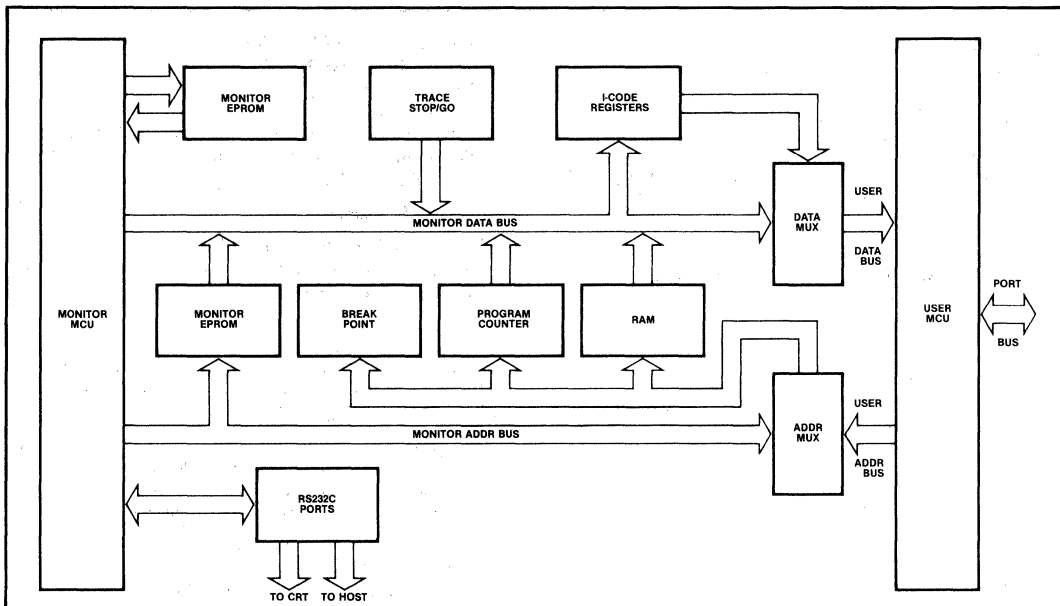 MONITOR
EPROM
TRACE
STOP/GO
I-CODE
REGISTERS
USER
DATA
MUX
MONITOR DATA BUS
DATA
BUS
MONITOR
MCU
MONITOR
EPROM
BREAK
POINT
PROGRAM
COUNTER
RAM
USER
MCU
PORT
BUS
USER
ADDR
MUX
MONITOR ADDR BUS
ADDR
BUS
RS232C
PORTS
TO CRT
TO HOST